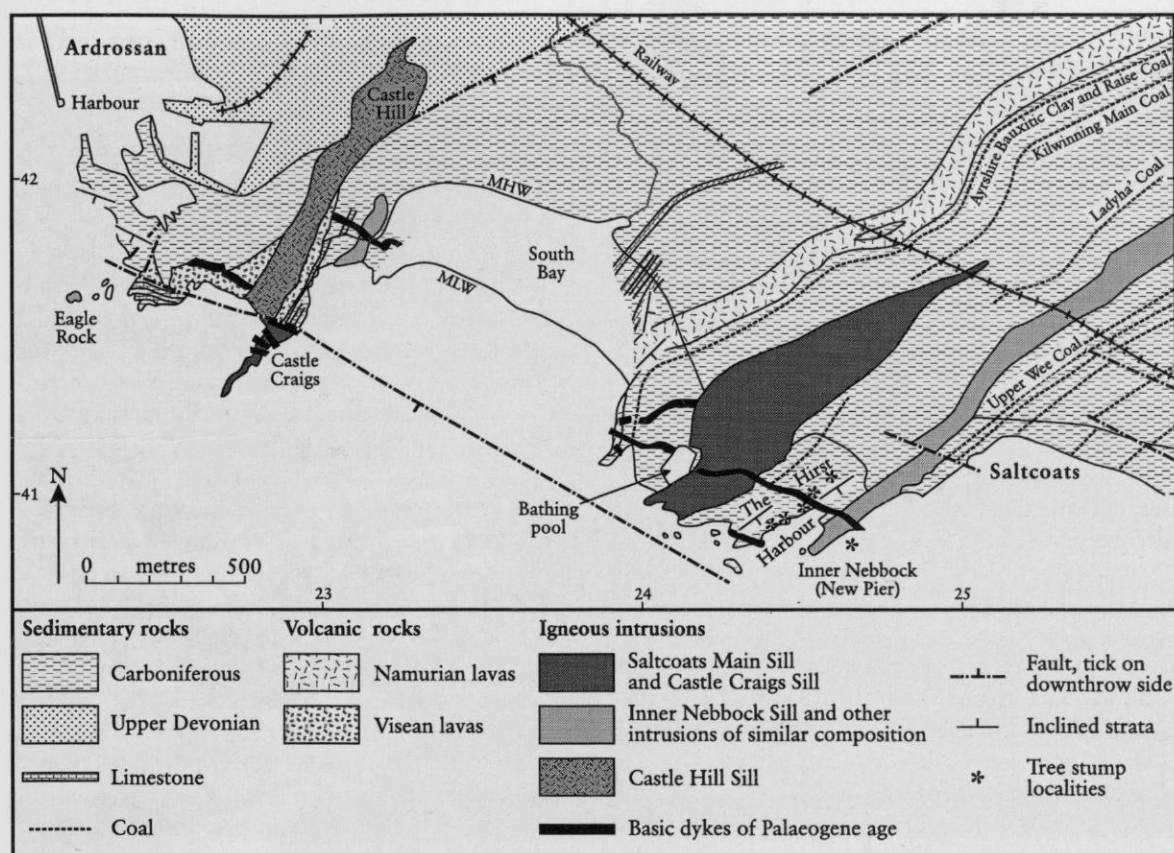 Ardrossan
Harbour
Castle
Hill
Railway
Ayrshire Bauxitic Clay and Raise Coal
Kilwinning Main Coal
Ladyha' Coal
42
MHW
South
Bay
MLW
Eagle
Rock
Castle
Craigs
Upper Wee Coal
Saltcoats
41
N
Bathing
pool
The Hirst
Harbour
Inner Nebbock
(New Pier)
0 metres 500
23
24
25
Sedimentary rocks
Carboniferous
Upper Devonian
Limestone
Coal
Volcanic rocks
Namurian lavas
Visean lavas
Igneous intrusions
Saltcoats Main Sill
and Castle Craigs Sill
Inner Nebbock Sill and other
intrusions of similar composition
Castle Hill Sill
Basic dykes of Palaeogene age
Fault, tick on
downthrow side
Inclined strata
Tree stump
localities